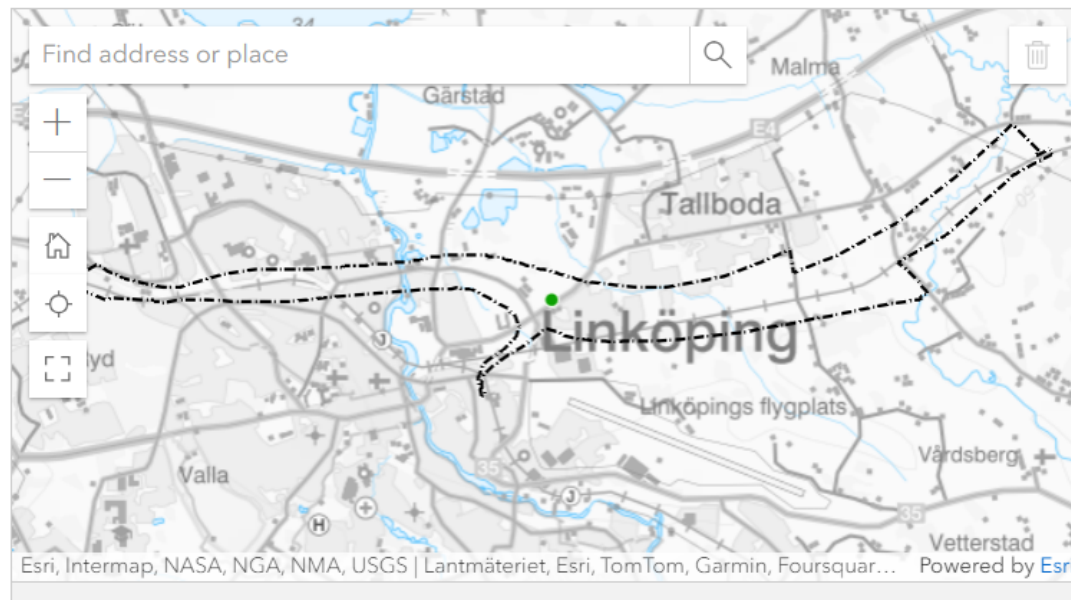 34
Find address or place
Malma
Gärstad
E4
Tallboda
J
Linköping
yd
Linköpings flygplats
Vårdsberg
Valla
35
J
35
H
Vetterstad
Esri, Intermap, NASA, NGA, NMA, USGS | Lantmäteriet, Esri, TomTom, Garmin, Foursquar... Powered by Esr